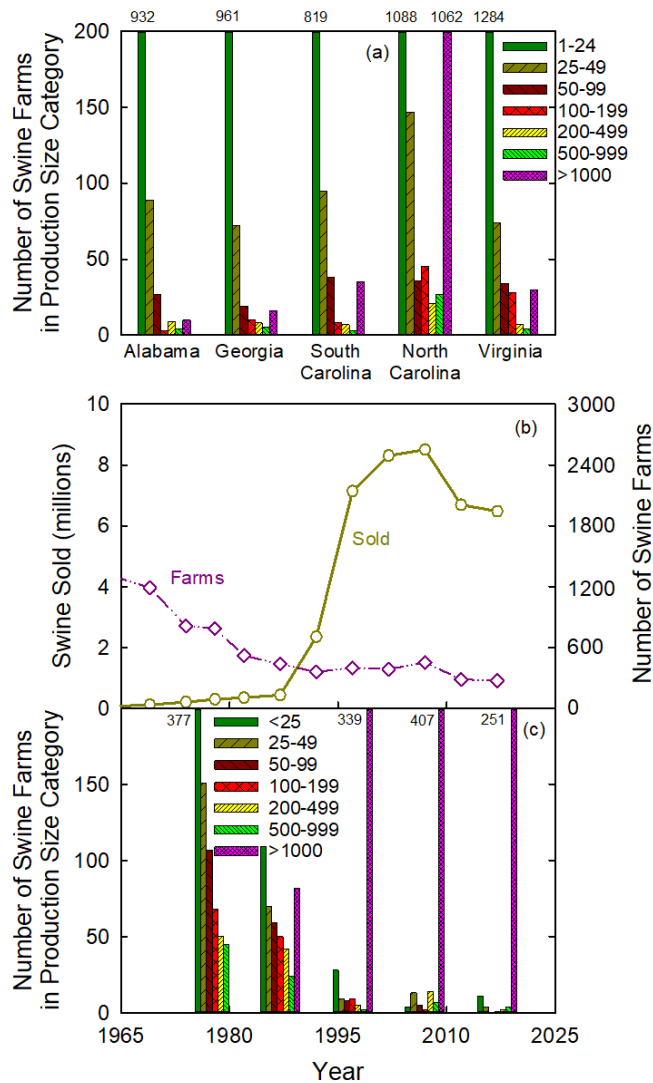 932 961 819 1088 1062 1284
200
(a)
1-24
25-49
50-99
100-199
200-499
500-999
>1000
150
100
50
0
Number of Swine Farms
in Production Size Category
Alabama Georgia South Carolina North Carolina Virginia
10 3000
(b)
8 2400
6 1800
4 1200
2 600
0 0
Swine Sold (millions)
Number of Swine Farms
Sold
Farms
377 339 407 251
(c)
<25
25-49
50-99
100-199
200-499
500-999
>1000
150
100
50
0
Number of Swine Farms
in Production Size Category
1965 1980 1995 2010 2025
Year